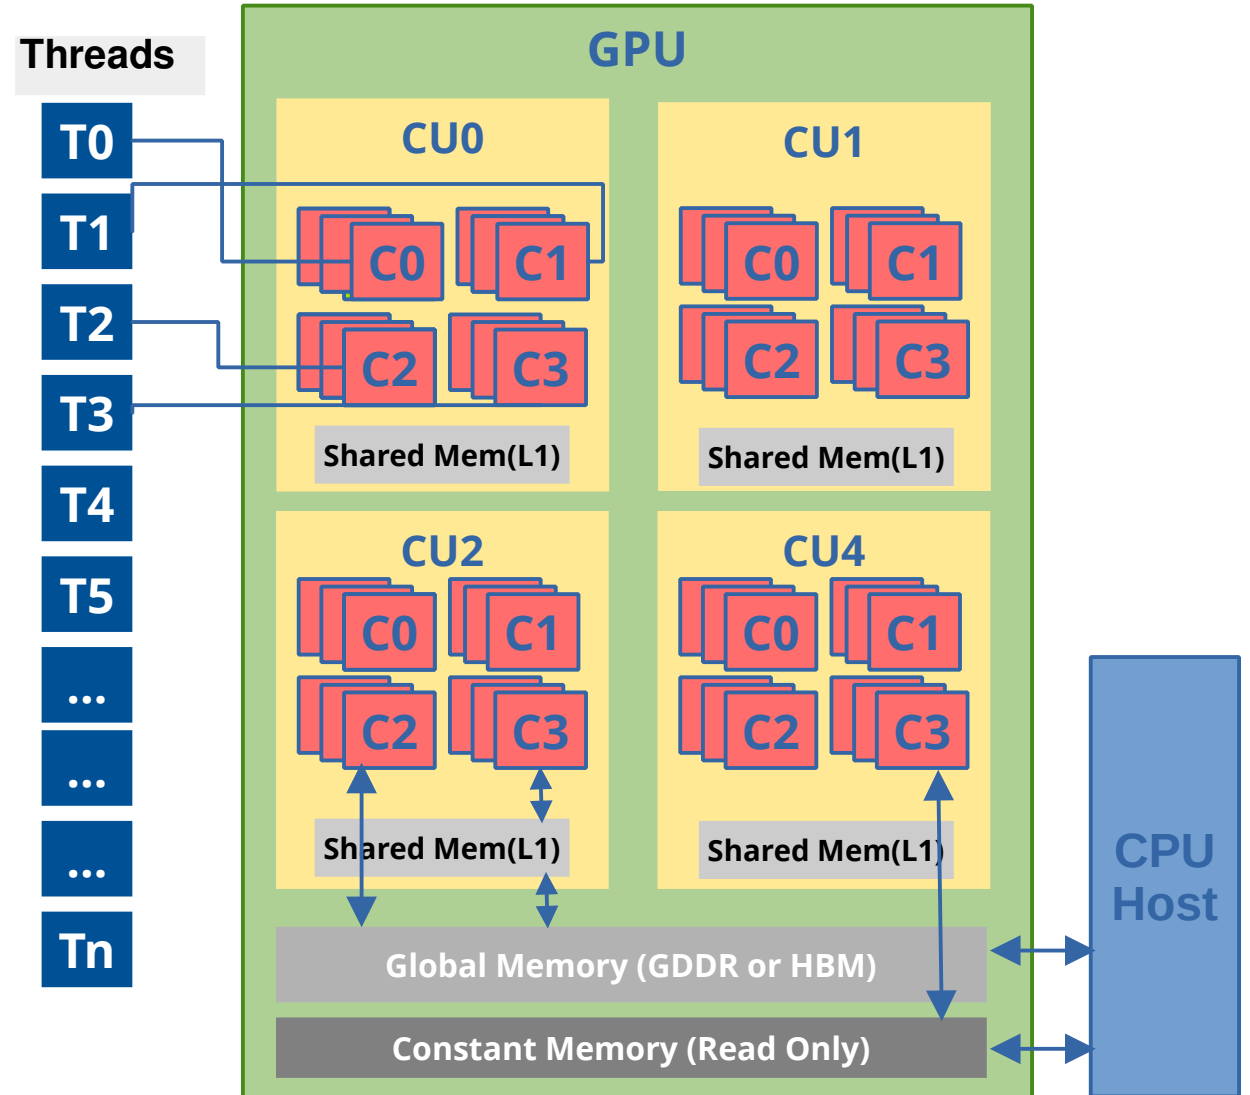 Threads
T0
T1
T2
T3
T4
T5
...
...
...
Tn
GPU
CU0
C0
C1
C2
C3
Shared Mem(L1)
CU1
C0
C1
C2
C3
Shared Mem(L1)
CU2
C0
C1
C2
C3
Shared Mem(L1)
CU4
C0
C1
C2
C3
Shared Mem(L1)
Global Memory (GDDR or HBM)
Constant Memory (Read Only)
CPU
Host